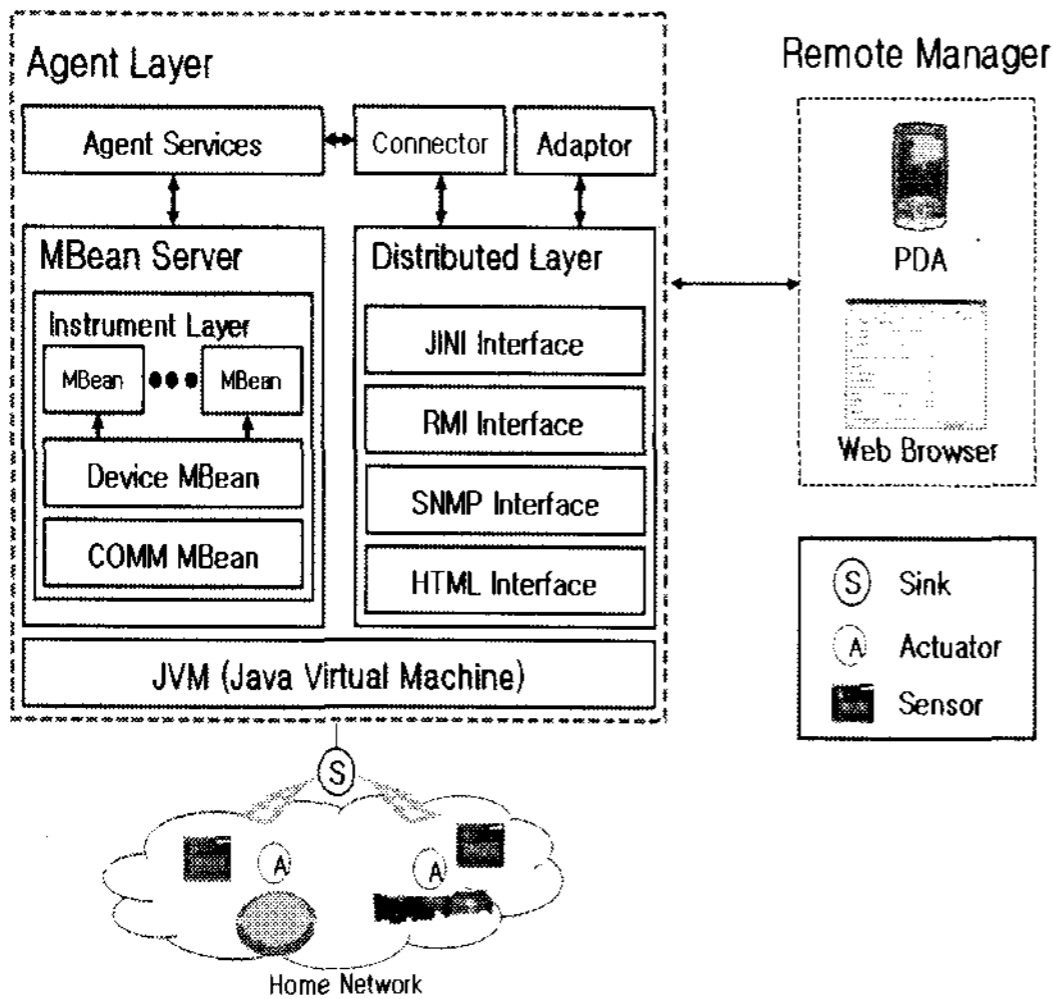 Agent Layer
Remote Manager
Agent Services
Connector
Adaptor
PDA
MBean Server
Distributed Layer
Instrument Layer
MBean
MBean
JINI Interface
RMI Interface
Web Browser
Device MBean
SNMP Interface
COMM MBean
HTML Interface
S Sink
A Actuator
JVM (Java Virtual Machine)
Sensor
S
A
A
Home Network